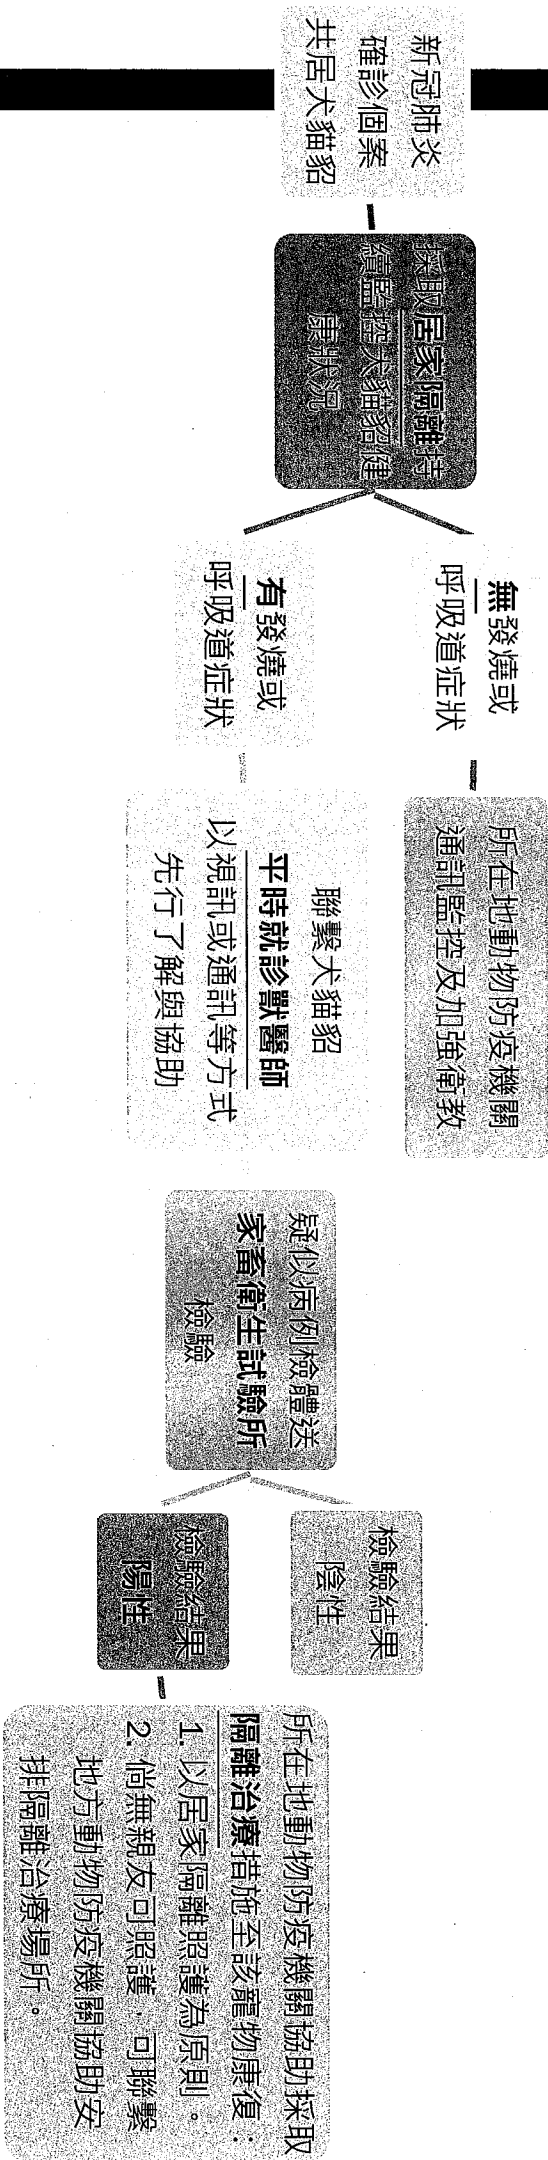 新冠肺炎
確診個案
共居犬貓貂
採取居家隔離持
續監控犬貓貂健
康狀況
無發燒或
呼吸道症狀
所在地動物防疫機關
通訊監控及加強衛教
有發燒或
呼吸道症狀
聯繫犬貓貂
平時就診獸醫師
以視訊或通訊等方式
先行了解與協助
疑似病例檢體送
家畜衛生試驗所
檢驗
檢驗結果
陰性
檢驗結果
陽性
所在地動物防疫機關協助採取
隔離治療措施至該寵物康復：
1. 以居家隔離照護為原則。
2. 倘無親友可照護，可聯繫
地方動物防疫機關協助安
排隔離治療場所。